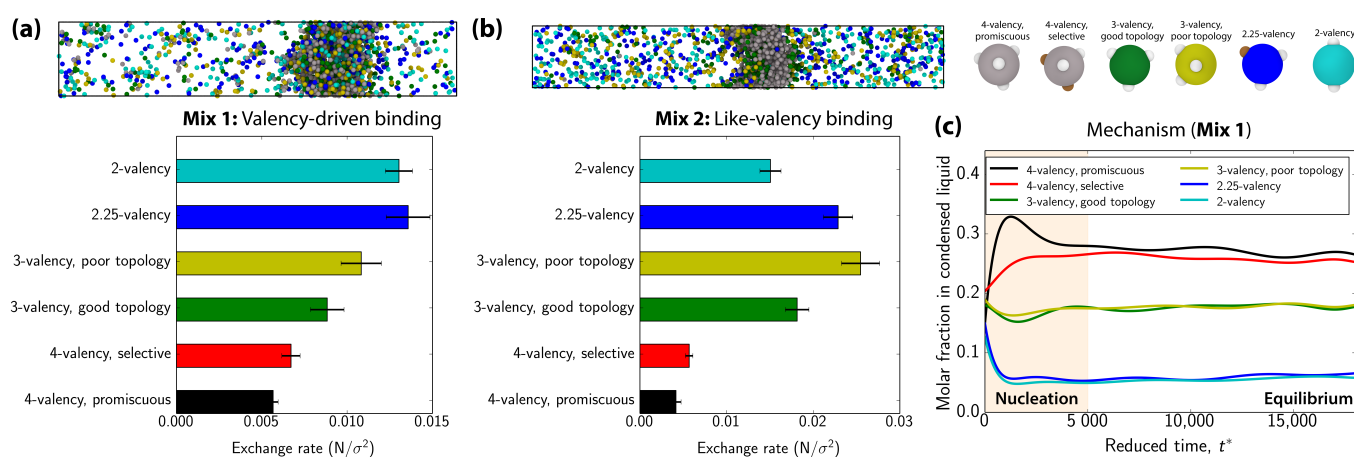 (a)
Mix 1: Valency-driven binding
2-valency
2.25-valency
3-valency, poor topology
3-valency, good topology
4-valency, selective
4-valency, promiscuous
0.000 0.005 0.010 0.015
Exchange rate (N/σ²)
(b)
Mix 2: Like-valency binding
2-valency
2.25-valency
3-valency, poor topology
3-valency, good topology
4-valency, selective
4-valency, promiscuous
0.00 0.01 0.02 0.03
Exchange rate (N/σ²)
4-valency, promiscuous
4-valency, selective
3-valency, good topology
3-valency, poor topology
2.25-valency
2-valency
(c)
Mechanism (Mix 1)
Molar fraction in condensed liquid
0.4
0.3
0.2
0.1
0.0
4-valency, promiscuous
4-valency, selective
3-valency, good topology
3-valency, poor topology
2.25-valency
2-valency
Nucleation
Equilibrium
0 5 000 10,000 15,000
Reduced time, t*